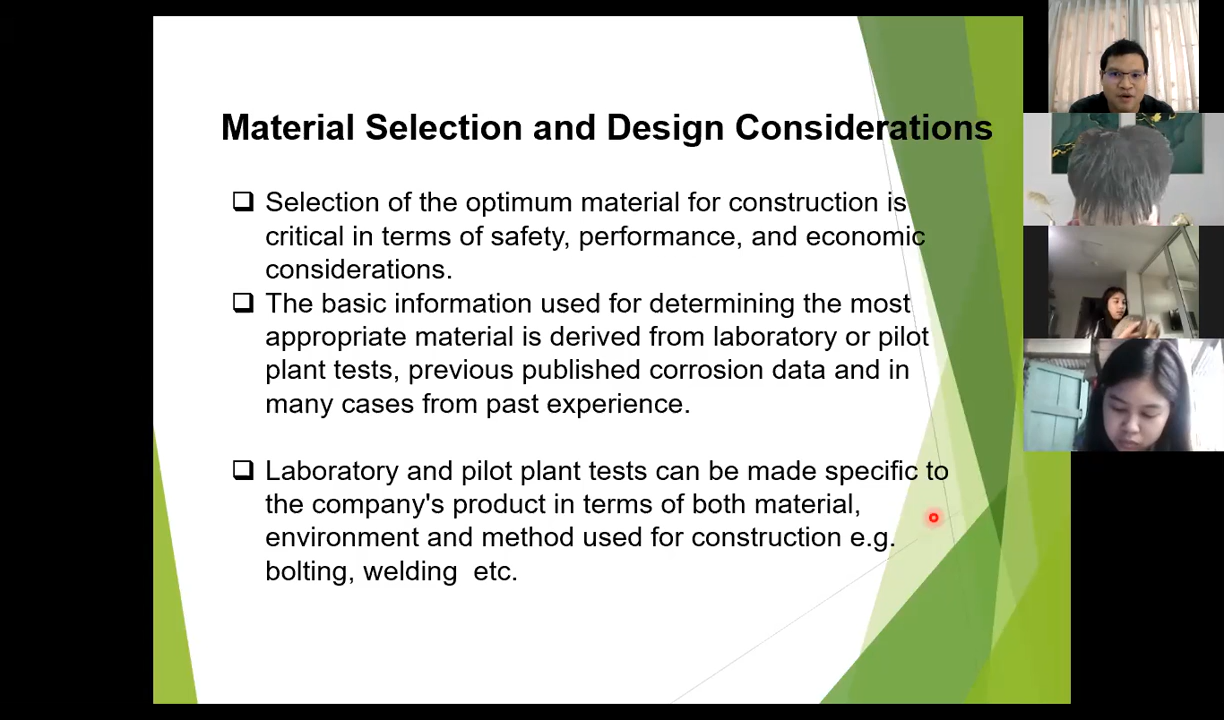 Material Selection and Design Considerations
❑ Selection of the optimum material for construction is
critical in terms of safety, performance, and economic
considerations.
❑ The basic information used for determining the most
appropriate material is derived from laboratory or pilot
plant tests, previous published corrosion data and in
many cases from past experience.
❑ Laboratory and pilot plant tests can be made specific to
the company's product in terms of both material,
environment and method used for construction e.g.
bolting, welding  etc.